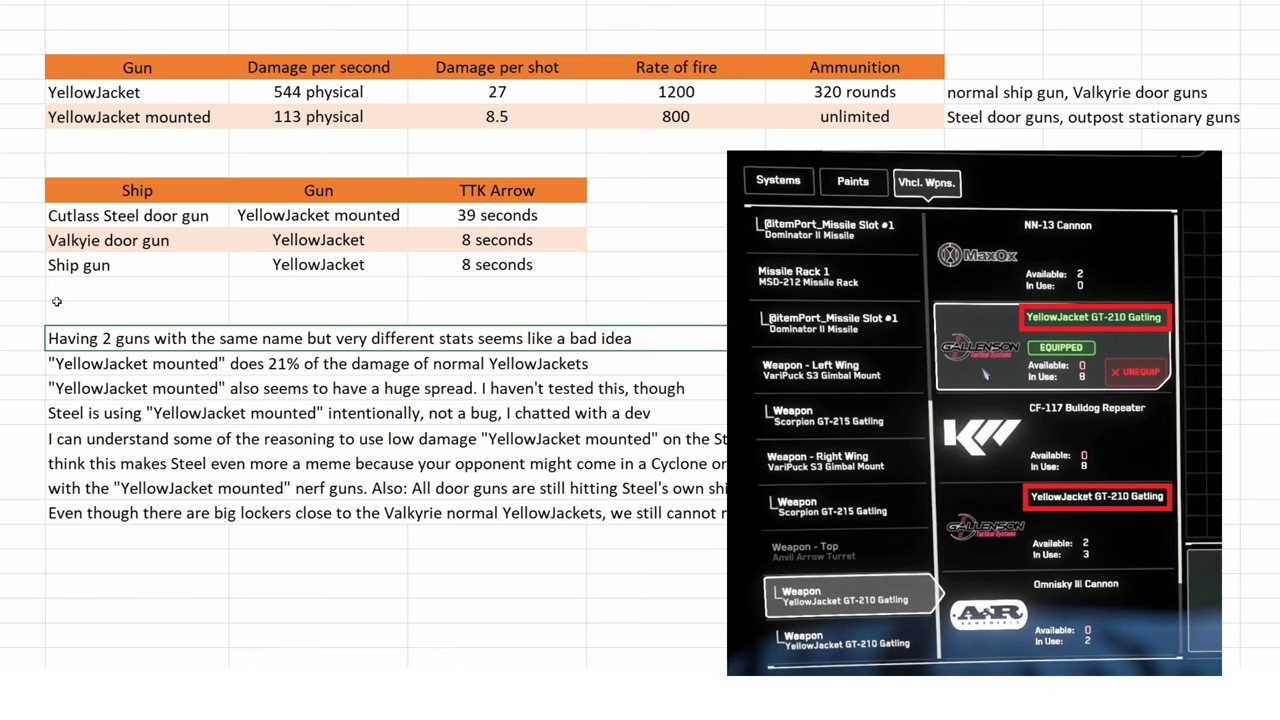 Gun Damage per second Damage per shot Rate of fire Ammunition
YellowJacket 544 physical 27 1200 320 rounds normal ship gun, Valkyrie door guns
YellowJacket mounted 113 physical 8.5 800 unlimited Steel door guns, outpost stationary guns
Ship Gun TTK Arrow
Cutlass Steel door gun YellowJacket mounted 39 seconds
Valkyie door gun YellowJacket 8 seconds
Ship gun YellowJacket 8 seconds
Having 2 guns with the same name but very different stats seems like a bad idea
"YellowJacket mounted" does 21% of the damage of normal YellowJackets
"YellowJacket mounted" also seems to have a huge spread. I haven't tested this, though
Steel is using "YellowJacket mounted" intentionally, not a bug, I chatted with a dev
I can understand some of the reasoning to use low damage "YellowJacket mounted" on the St
think this makes Steel even more a meme because your opponent might come in a Cyclone or
with the "YellowJacket mounted" nerf guns. Also: All door guns are still hitting Steel's own shi
Even though there are big lockers close to the Valkyrie normal YellowJackets, we still cannot r
Systems Paints Vhcl. Wpns.
@itemPort_Missile Slot #1
Dominator II Missile
Missile Rack 1
MSD-212 Missile Rack
@itemPort_Missile Slot #1
Dominator II Missile
Weapon - Left Wing
VariPuck S3 Gimbal Mount
Weapon
Scorpion GT-215 Gatling
Weapon - Right Wing
VariPuck S3 Gimbal Mount
Weapon
Scorpion GT-215 Gatling
Weapon - Top
Anvil Arrow Turret
Weapon
YellowJacket GT-210 Gatling
Weapon
YellowJacket GT-210 Gatling
NN-13 Cannon
MaxOx
Available: 2
In Use: 0
YellowJacket GT-210 Gatling
GALLENSON
Tactical Systems
EQUIPPED
Available: 0
In Use: 8
UNEQUIP
CF-117 Bulldog Repeater
Available: 0
In Use: 8
YellowJacket GT-210 Gatling
GALLENSON
Tactical Systems
Available: 2
In Use: 3
Omnisky III Cannon
A&R
Available: 0
In Use: 2